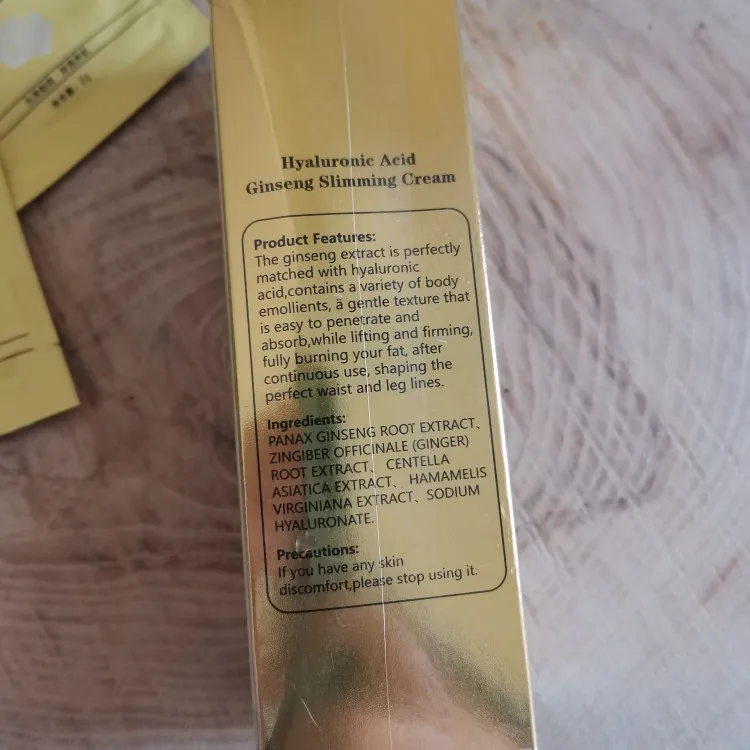 Hyaluronic Acid
Ginseng Slimming Cream
Product Features:
The ginseng extract is perfectly
matched with hyaluronic
acid,contains a variety of body
emollients, ä gentle texture that
is easy to penetrate and
absorb,while lifting and firming,
fully burning your fat, after
continuous use, shaping the
perfect waist and leg lines.
Ingredients:
PANAX GINSENG ROOT EXTRACT、
ZINGIBER OFFICINALE (GINGER)
ROOT EXTRACT、 CENTELLA
ASIATICA EXTRACT、 HAMAMELIS
VIRGINIANA EXTRACT、SODIUM
HYALURONATE.
Precautions:
If you have any skin
discomfort,please stop using it.